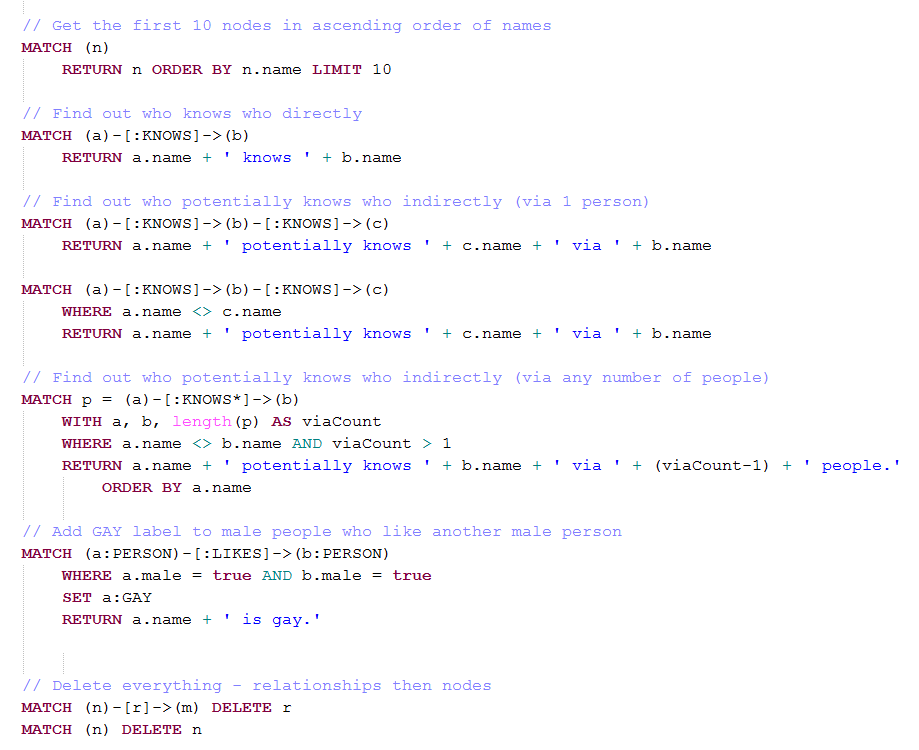 // Get the first 10 nodes in ascending order of names
MATCH (n)
RETURN n ORDER BY n.name LIMIT 10
// Find out who knows who directly
MATCH (a)-[:KNOWS]->(b)
RETURN a.name + ' knows ' + b.name
// Find out who potentially knows who indirectly (via 1 person)
MATCH (a)-[:KNOWS]->(b)-[:KNOWS]->(c)
RETURN a.name + ' potentially knows ' + c.name + ' via ' + b.name
MATCH (a)-[:KNOWS]->(b)-[:KNOWS]->(c)
WHERE a.name <> c.name
RETURN a.name + ' potentially knows ' + c.name + ' via ' + b.name
// Find out who potentially knows who indirectly (via any number of people)
MATCH p = (a)-[:KNOWS*]->(b)
WITH a, b, length(p) AS viaCount
WHERE a.name <> b.name AND viaCount > 1
RETURN a.name + ' potentially knows ' + b.name + ' via ' + (viaCount-1) + ' people.'
ORDER BY a.name
// Add GAY label to male people who like another male person
MATCH (a:PERSON)-[:LIKES]->(b:PERSON)
WHERE a.male = true AND b.male = true
SET a:GAY
RETURN a.name + ' is gay.'
// Delete everything - relationships then nodes
MATCH (n)-[r]->(m) DELETE r
MATCH (n) DELETE n